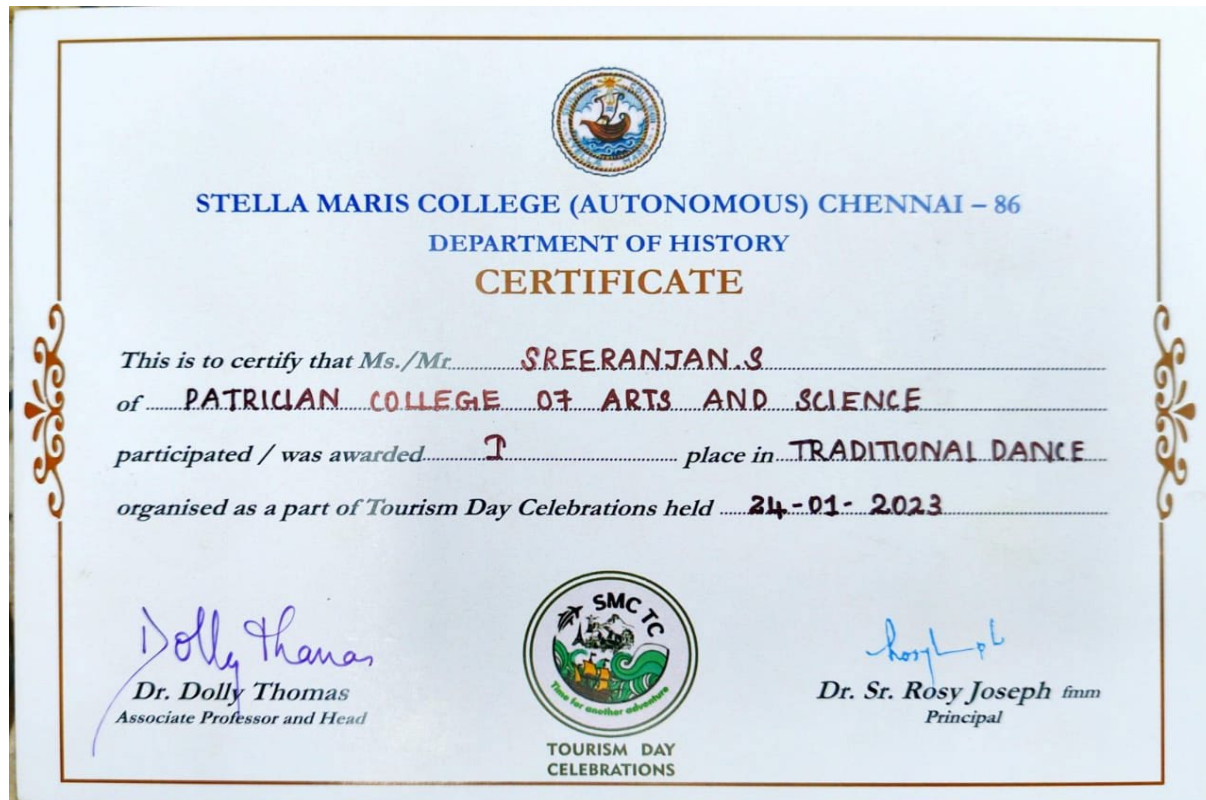 STELLA MARIS COLLEGE (AUTONOMOUS) CHENNAI – 86
DEPARTMENT OF HISTORY
CERTIFICATE
This is to certify that Ms./Mr SREERANJAN.S
of PATRICIAN COLLEGE OF ARTS AND SCIENCE
participated / was awarded I place in TRADITIONAL DANCE
organised as a part of Tourism Day Celebrations held 24-01-2023
Dolly Thomas
Dr. Dolly Thomas
Associate Professor and Head
SMC TC
Time for another adventure
TOURISM DAY
CELEBRATIONS
Dr. Sr. Rosy Joseph fmm
Principal